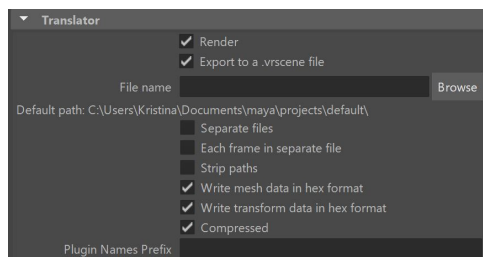 Translator
Render
Export to a .vrscene file
File name Browse
Default path: C:\Users\Kristina\Documents\maya\projects\default\
Separate files
Each frame in separate file
Strip paths
Write mesh data in hex format
Write transform data in hex format
Compressed
Plugin Names Prefix